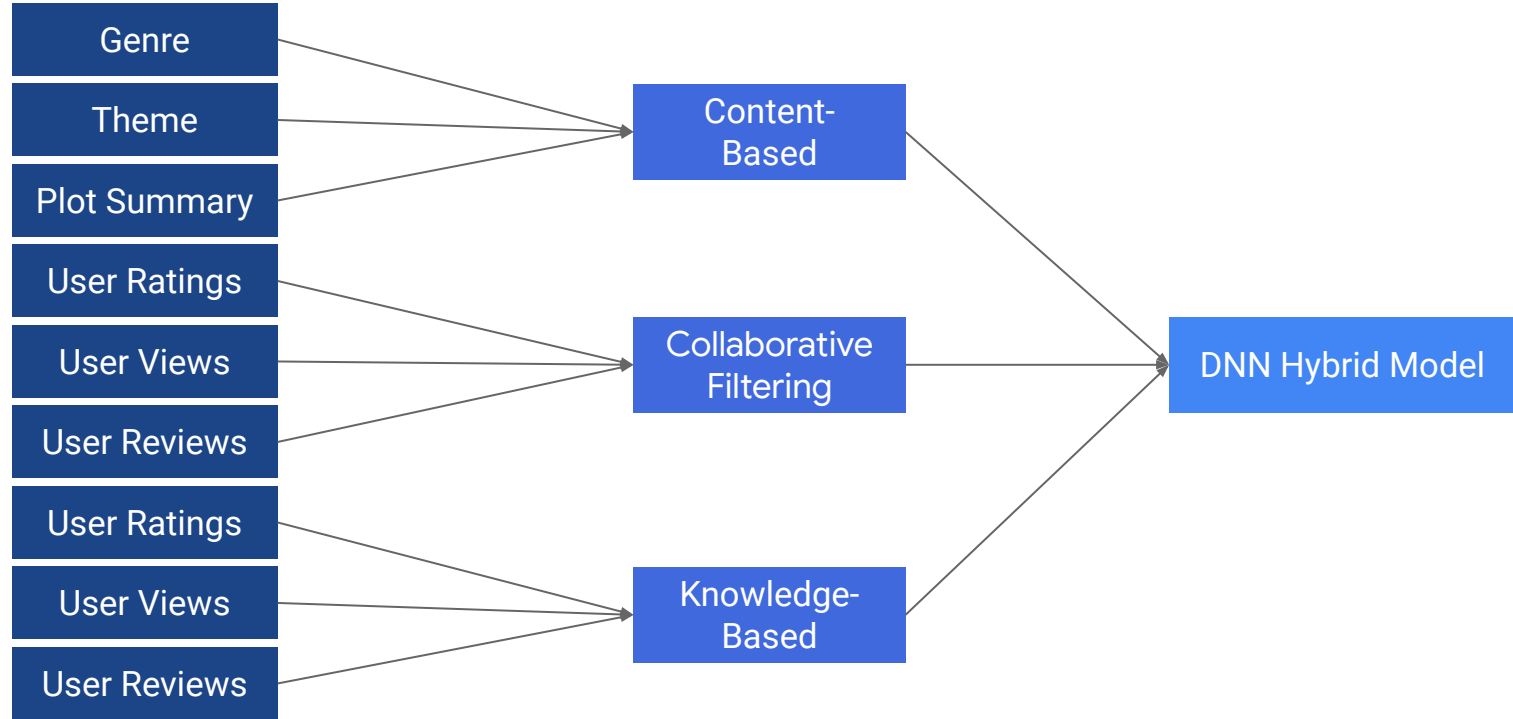 Genre
Theme
Plot Summary
User Ratings
User Views
User Reviews
User Ratings
User Views
User Reviews
Content-
Based
Collaborative
Filtering
Knowledge-
Based
DNN Hybrid Model